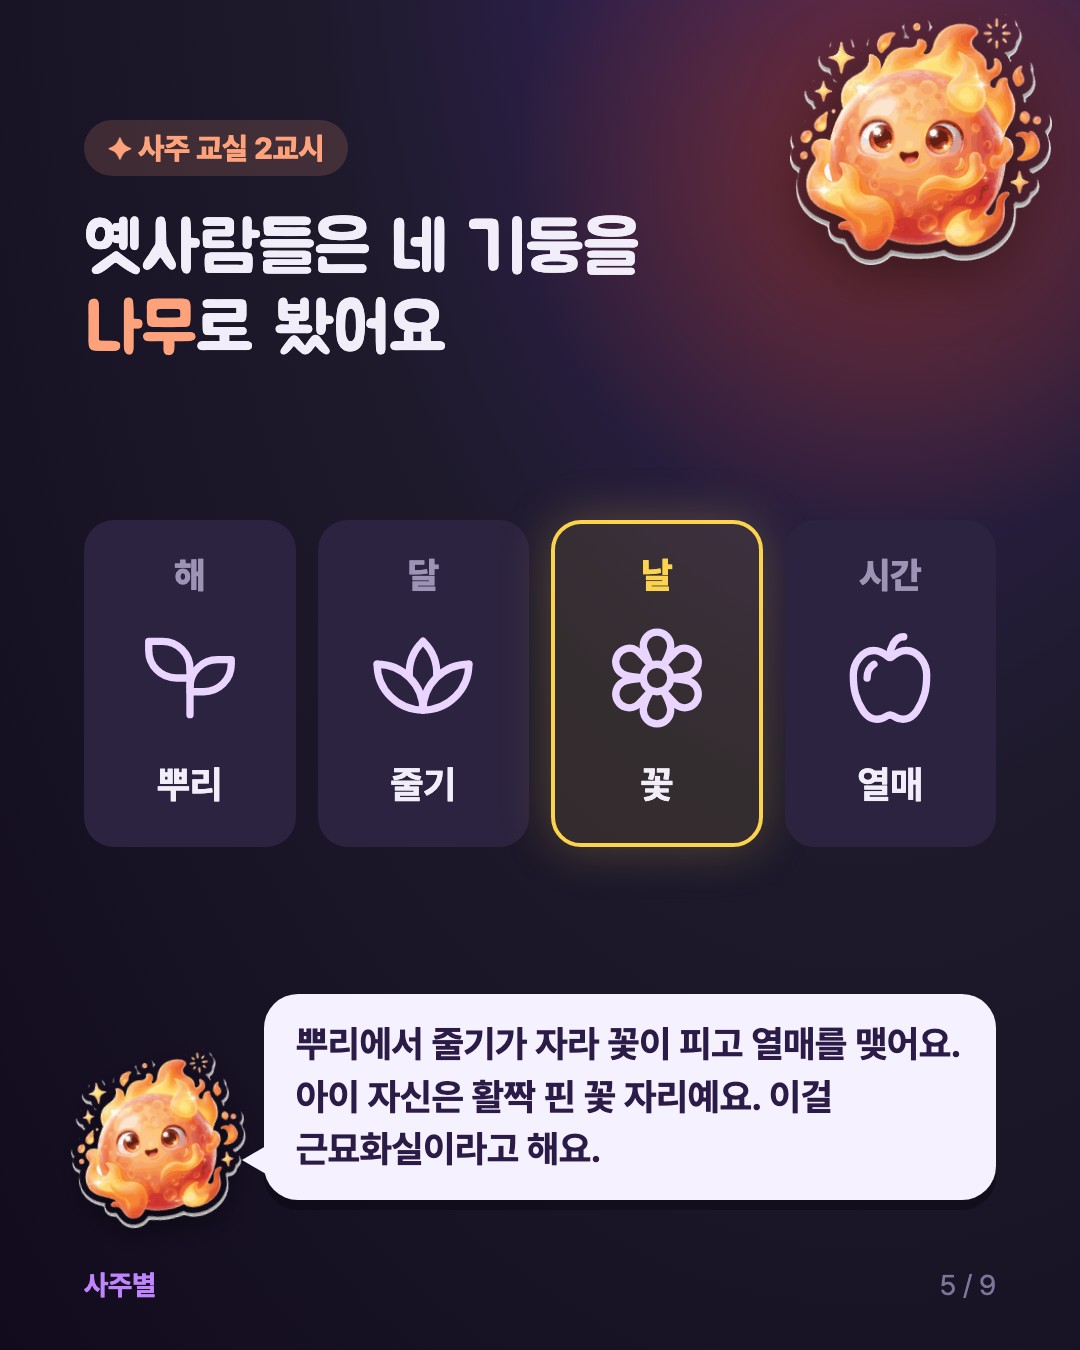 ✦ 사주 교실 2교시
옛사람들은 네 기둥을
나무로 봤어요
해
달
날
시간
뿌리
줄기
꽃
열매
뿌리에서 줄기가 자라 꽃이 피고 열매를 맺어요.
아이 자신은 활짝 핀 꽃 자리예요. 이걸
근묘화실이라고 해요.
사주별
5 / 9